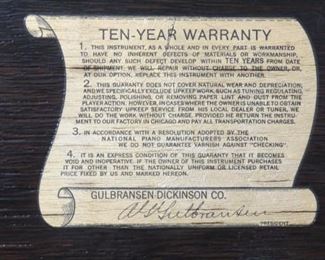 TEN-YEAR WARRANTY
1. THIS INSTRUMENT, AS A WHOLE AND IN EVERY PART IS WARRANTED
TO HAVE NO INHERENT DEFECTS OF MATERIALS OR WORKMANSHIP.
SHOULD ANY SUCH DEFECT DEVELOP WITHIN TEN YEARS FROM DATE
OF SHIPMENT, WE WILL REPAIR WITHOUT CHARGE TO THE OWNER, OR,
AT OUR OPTION, REPLACE THIS INSTRUMENT WITH ANOTHER.
2. THIS GUARANTY DOES NOT COVER NATURAL WEAR AND DEPRECIATION;
AND WE SPECIFICALLY EXCLUDE UPKEEP WORK, SUCH AS TUNING REGULATING
ADJUSTING, POLISHING, OR REMOVING PAPER LINT AND FUZZ FROM THE
PLAYER ACTION. HOWEVER, IN CASES WHERE THE OWNER IS UNABLE TO OBTAIN
SATISFACTORY UPKEEP SERVICE FROM HIS LOCAL DEALER OR TUNER, WE
WILL DO THE WORK WITHOUT CHARGE, PROVIDED HE RETURN THE INSTRU-
MENT TO OUR FACTORY IN CHICAGO AND PAY ALL TRANSPORTATION CHARGES.
3. IN ACCORDANCE WITH A RESOLUTION ADOPTED BY THE
NATIONAL PIANO MANUFACTURERS ASSOCIATION
WE DO NOT GUARANTEE VARNISH AGAINST "CHECKING"
4. IT IS AN EXPRESS CONDITION OF THIS GUARANTY THAT IT BECOMES
VOID AND INOPERATIVE, IF THE OWNER OF THIS INSTRUMENT PURCHASES
IT FOR OTHER THAN THE NATIONALLY UNIFORM OR LICENSED RETAIL
PRICE FIXED BY US AND MARKED HEREON.
GULBRANSEN-DICKINSON CO.
A G Gulbransen
PRESIDENT